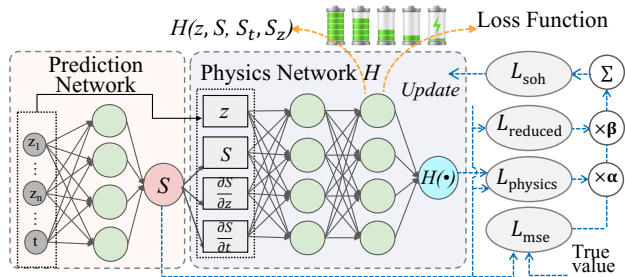 H(z, S, S_t, S_z)
Loss Function
Prediction
Network
Physics Network H
Update
z_1
z_n
t
S
z
S
∂S
∂z
∂S
∂t
H(•)
L_soh
Σ
L_reduced
×β
L_physics
×α
L_mse
True
value